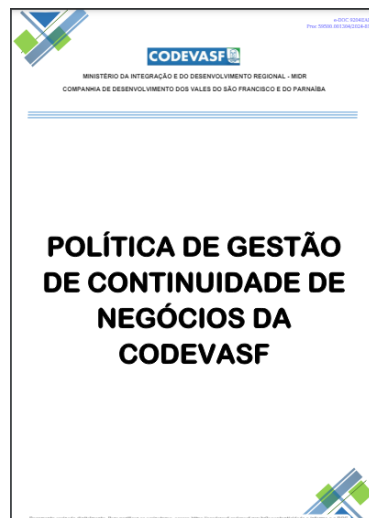 CODEVASF
MINISTÉRIO DA INTEGRAÇÃO E DO DESENVOLVIMENTO REGIONAL - MIDR
COMPANHIA DE DESENVOLVIMENTO DOS VALES DO SÃO FRANCISCO E DO PARNAÍBA
POLÍTICA DE GESTÃO
DE CONTINUIDADE DE
NEGÓCIOS DA
CODEVASF